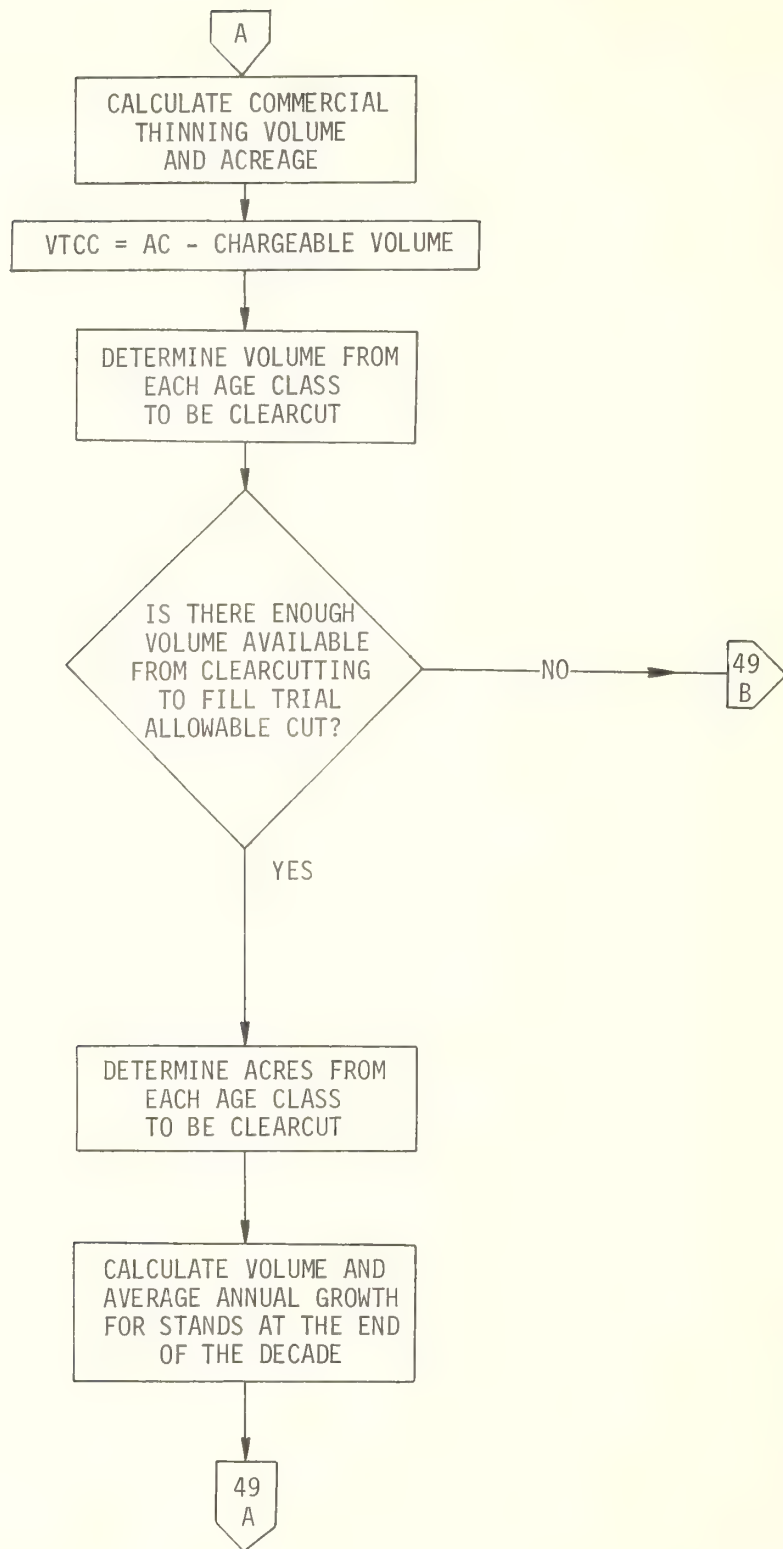 A
CALCULATE COMMERCIAL
THINNING VOLUME
AND ACREAGE
VTCC = AC - CHARGEABLE VOLUME
DETERMINE VOLUME FROM
EACH AGE CLASS
TO BE CLEARCUT
IS THERE ENOUGH
VOLUME AVAILABLE
FROM CLEARCUTTING
TO FILL TRIAL
ALLOWABLE CUT?
NO
49
B
YES
DETERMINE ACRES FROM
EACH AGE CLASS
TO BE CLEARCUT
CALCULATE VOLUME AND
AVERAGE ANNUAL GROWTH
FOR STANDS AT THE END
OF THE DECADE
49
A